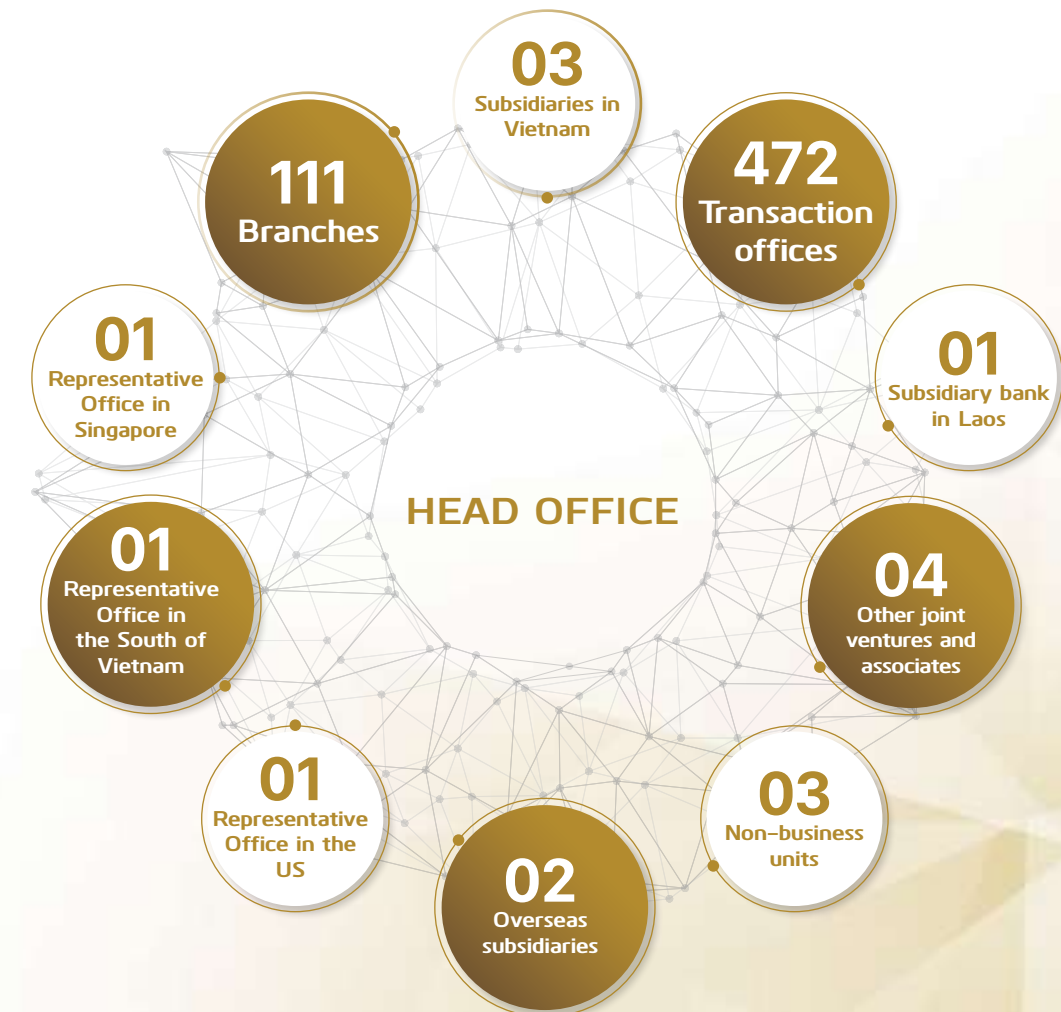 03
Subsidiaries in
Vietnam
111
Branches
472
Transaction
offices
01
Representative
Office in
Singapore
01
Subsidiary bank
in Laos
HEAD OFFICE
01
Representative
Office in
the South of
Vietnam
04
Other joint
ventures and
associates
01
Representative
Office in the
US
03
Non-business
units
02
Overseas
subsidiaries